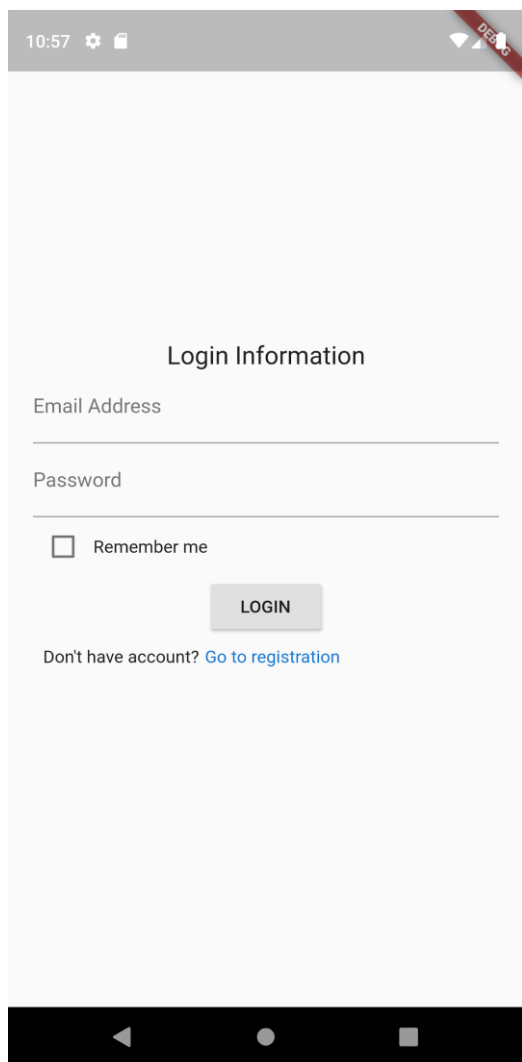 10:57
DEBUG
Login Information
Email Address
Password
Remember me
LOGIN
Don't have account? Go to registration